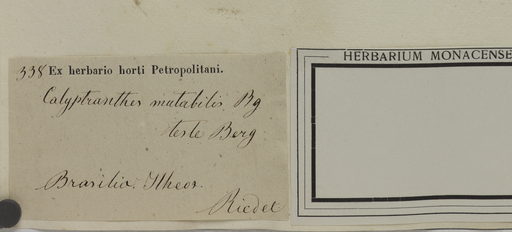 338 Ex herbario horti Petropolitani.
Calyptranthes mutabilis. Bg
teste Berg
Brasilia. Ilheos.
Riedel
HERBARIUM MONACENSE